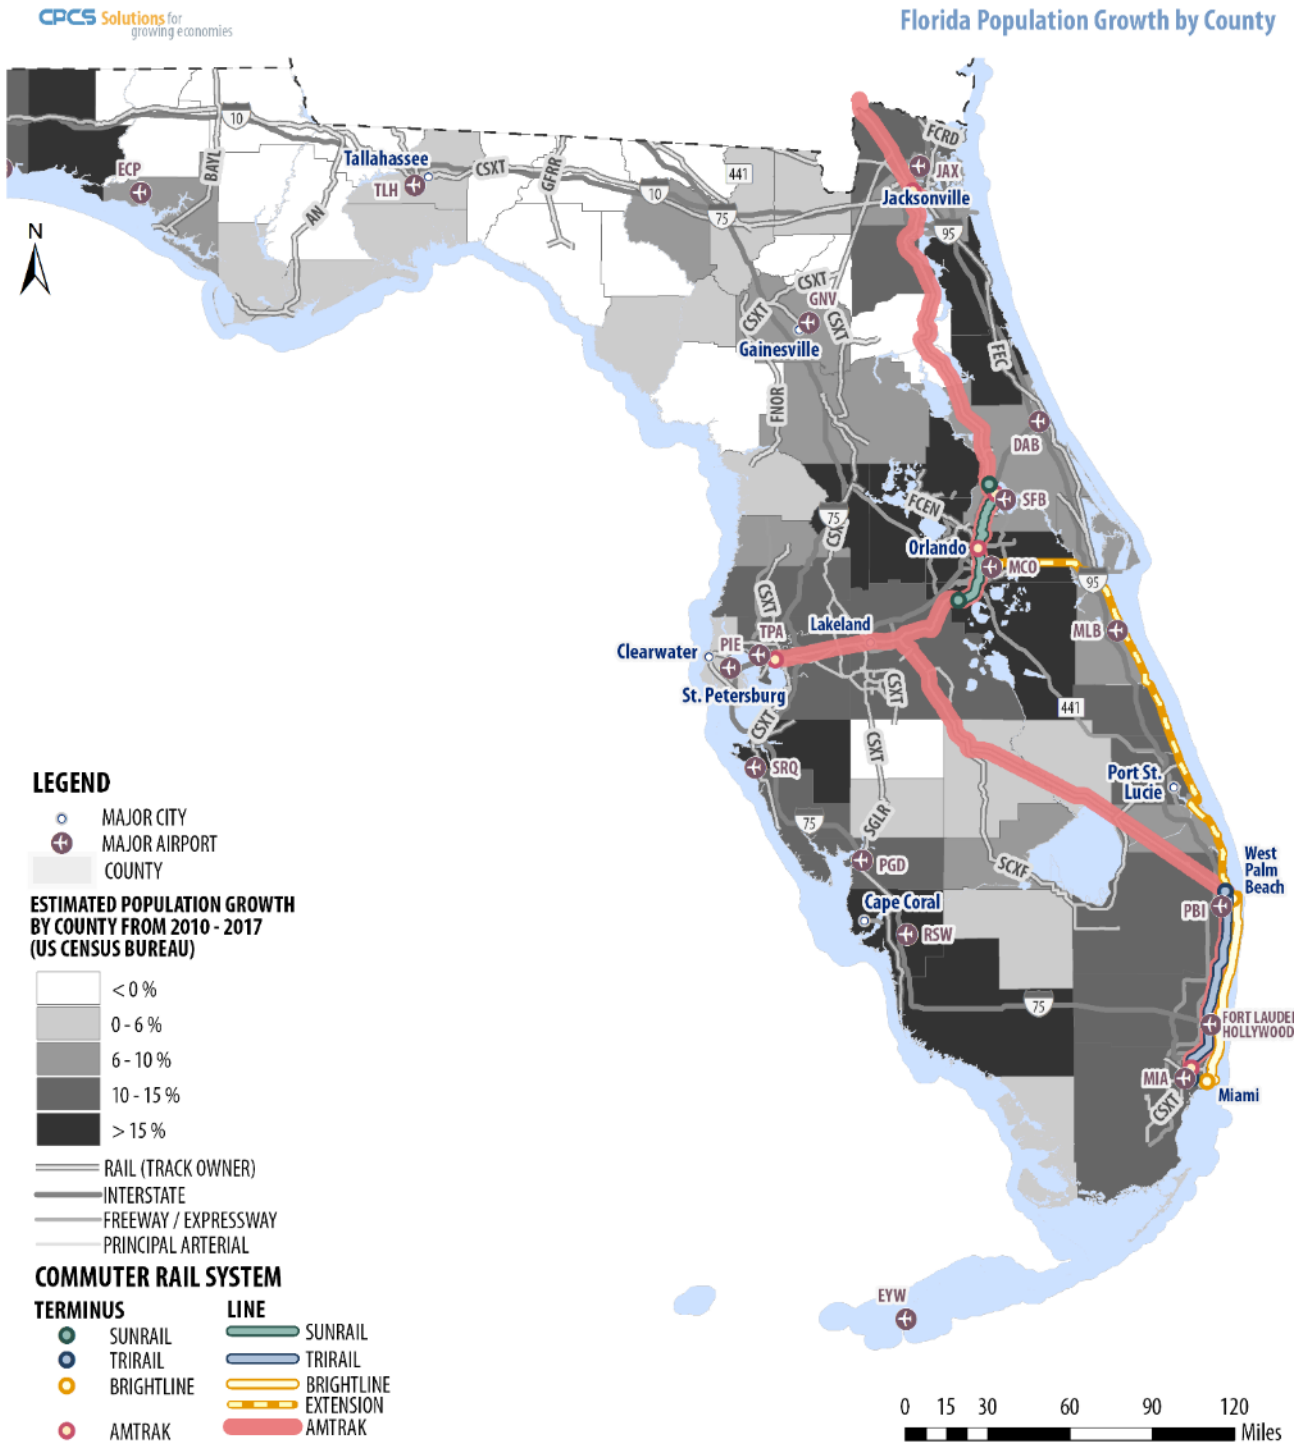 CPCS Solutions for
growing economies
Florida Population Growth by County
10
FCRD
ECP
BAYL
Tallahassee
TLH
CSXT
GFRR
441
JAX
10
Jacksonville
AN
75
95
N
CSXT
GNV
CSXT
CSXT
Gainesville
FEC
FNOR
DAB
FCEN
SFB
75
Orlando
MCO
95
CSXT
Lakeland
MLB
Clearwater
PIE
TPA
St. Petersburg
CSXT
CSXT
441
CSXT
SRQ
Port St.
Lucie
75
SGLR
PGD
SCXF
West
Palm
Beach
Cape Coral
PBI
RSW
75
FORT LAUDER
HOLLYWOOD
MIA
Miami
CSXT
EYW
LEGEND
MAJOR CITY
MAJOR AIRPORT
COUNTY
ESTIMATED POPULATION GROWTH
BY COUNTY FROM 2010 - 2017
(US CENSUS BUREAU)
< 0 %
0 - 6 %
6 - 10 %
10 - 15 %
> 15 %
RAIL (TRACK OWNER)
INTERSTATE
FREEWAY / EXPRESSWAY
PRINCIPAL ARTERIAL
COMMUTER RAIL SYSTEM
TERMINUS LINE
SUNRAIL SUNRAIL
TRIRAIL TRIRAIL
BRIGHTLINE BRIGHTLINE
EXTENSION
AMTRAK AMTRAK
0 15 30 60 90 120
Miles